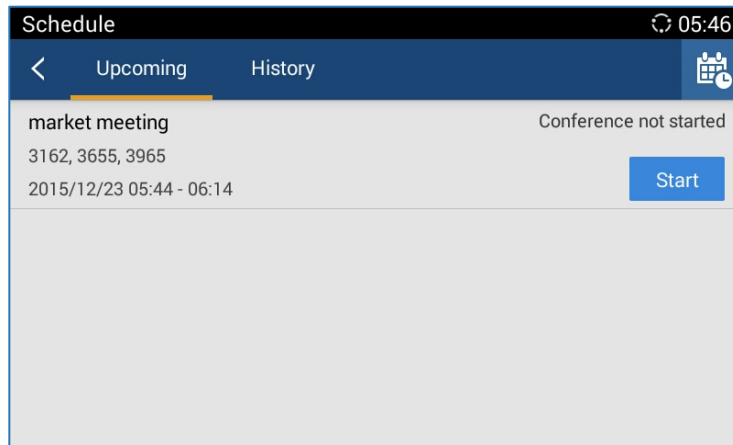 Schedule 05:46
Upcoming History
market meeting Conference not started
3162, 3655, 3965
2015/12/23 05:44 - 06:14 Start